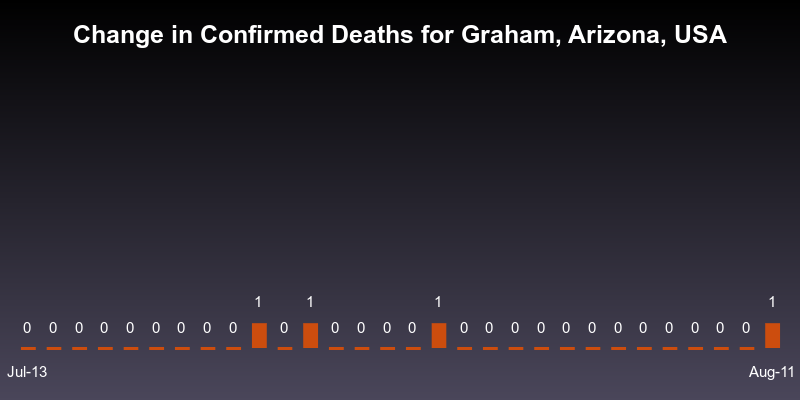 Change in Confirmed Deaths for Graham, Arizona, USA
1 1 1 1
0 0 0 0 0 0 0 0 0 0 0 0 0 0 0 0 0 0 0 0 0 0 0 0 0 0
Jul-13 Aug-11